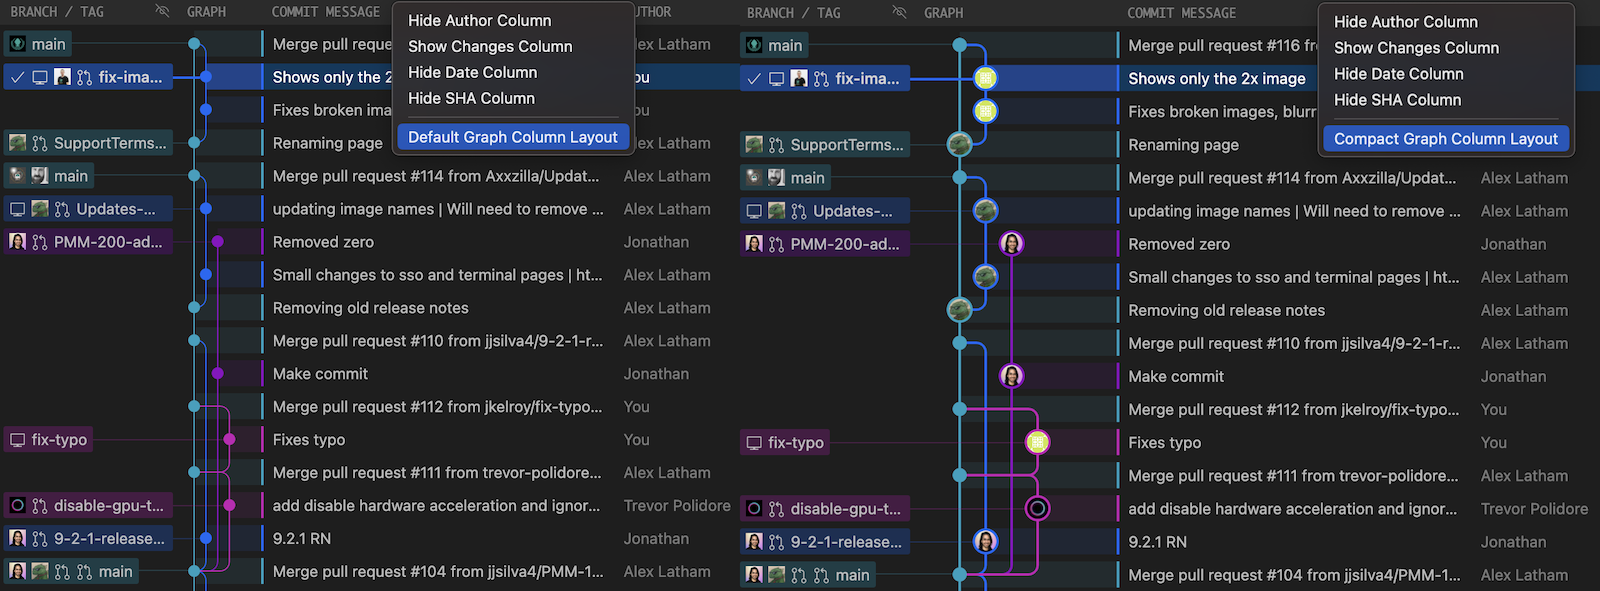 BRANCH / TAG GRAPH COMMIT MESSAGE THOR
Hide Author Column
Show Changes Column
Hide Date Column
Hide SHA Column
Default Graph Column Layout
main Merge pull reque lex Latham
fix-ima... Shows only the 2 ou
Fixes broken ima u
SupportTerms... Renaming page lex Latham
main Merge pull request #114 from Axxzilla/Updat... Alex Latham
Updates-... updating image names | Will need to remove ... Alex Latham
PMM-200-ad... Removed zero Jonathan
Small changes to sso and terminal pages | ht... Alex Latham
Removing old release notes Alex Latham
Merge pull request #110 from jjsilva4/9-2-1-r... Alex Latham
Make commit Jonathan
Merge pull request #112 from jkelroy/fix-typo... You
fix-typo Fixes typo You
Merge pull request #111 from trevor-polidore... Alex Latham
disable-gpu-t... add disable hardware acceleration and ignor... Trevor Polidore
9-2-1-release... 9.2.1 RN Jonathan
main Merge pull request #104 from jjsilva4/PMM-1... Alex Latham
BRANCH / TAG GRAPH COMMIT MESSAGE
Hide Author Column
Show Changes Column
Hide Date Column
Hide SHA Column
Compact Graph Column Layout
main Merge pull request #116 fr lex Latham
fix-ima... Shows only the 2x image
Fixes broken images, blurr
SupportTerms... Renaming page Alex Latham
main Merge pull request #114 from Axxzilla/Updat... Alex Latham
Updates-... updating image names | Will need to remove ... Alex Latham
PMM-200-ad... Removed zero Jonathan
Small changes to sso and terminal pages | ht... Alex Latham
Removing old release notes Alex Latham
Merge pull request #110 from jjsilva4/9-2-1-r... Alex Latham
Make commit Jonathan
Merge pull request #112 from jkelroy/fix-typo... You
fix-typo Fixes typo You
Merge pull request #111 from trevor-polidore... Alex Latham
disable-gpu-t... add disable hardware acceleration and ignor... Trevor Polidore
9-2-1-release... 9.2.1 RN Jonathan
main Merge pull request #104 from jjsilva4/PMM-1... Alex Latham